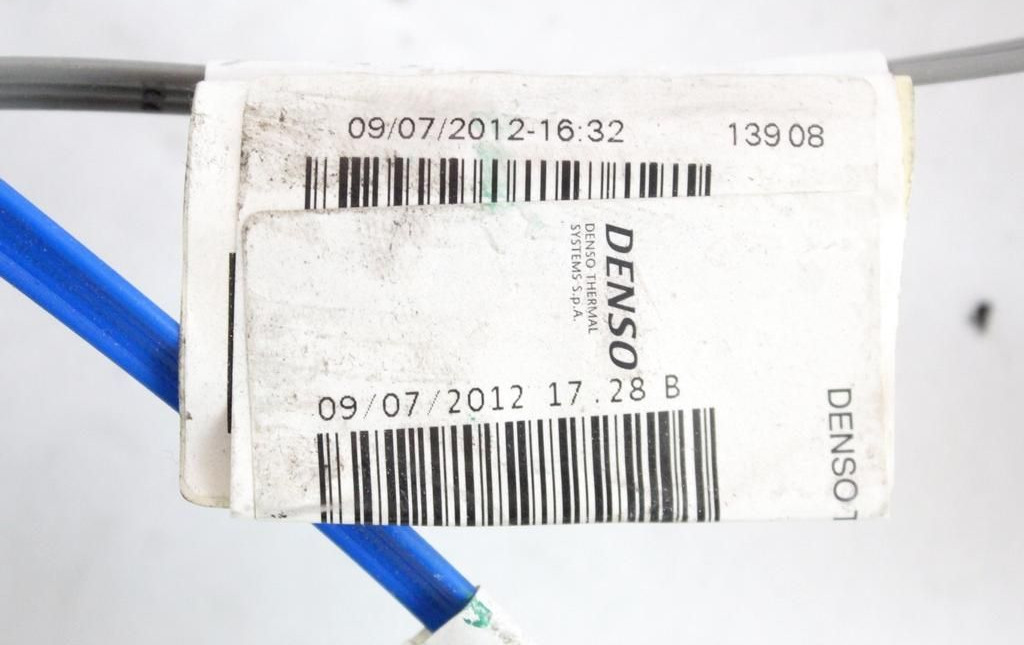 09/07/2012-16:32 13908
DENSO
DENSO THERMAL
SYSTEMS S.p.A.
09/07/2012 17.28 B
DENSO